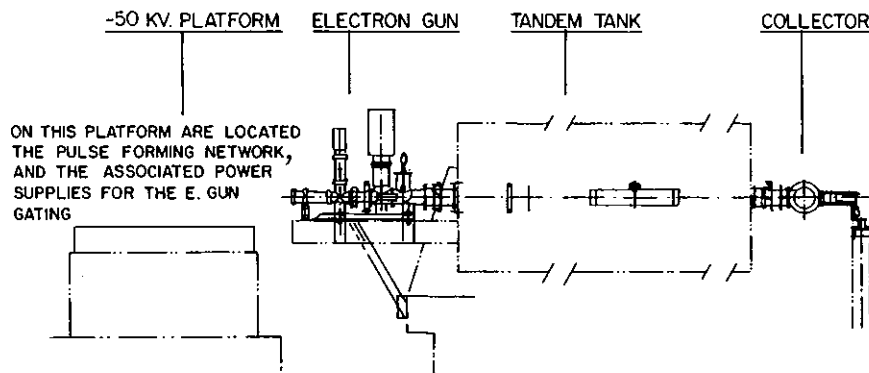 -50 KV. PLATFORM ELECTRON GUN TANDEM TANK COLLECTOR
ON THIS PLATFORM ARE LOCATED
THE PULSE FORMING NETWORK,
AND THE ASSOCIATED POWER
SUPPLIES FOR THE E. GUN
GATING